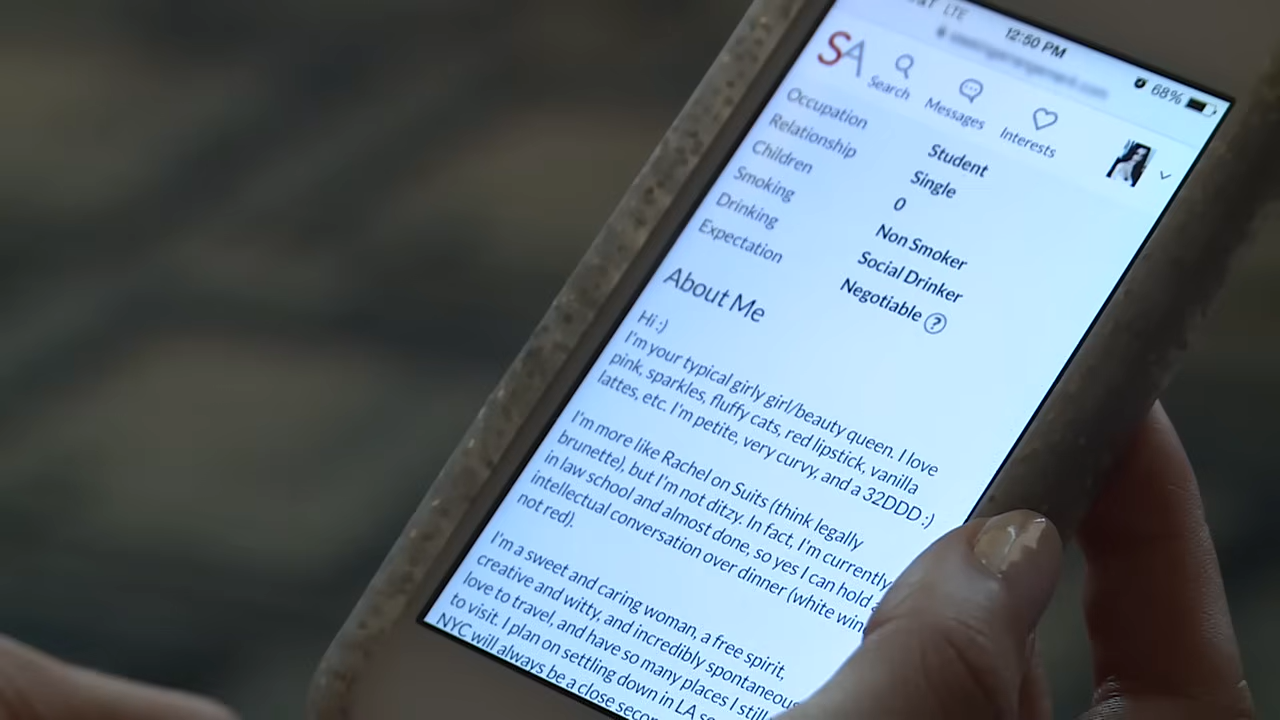 LTE
12:50 PM
68%
SA
Search
Messages
Interests
Occupation Student
Relationship Single
Children 0
Smoking Non Smoker
Drinking Social Drinker
Expectation Negotiable ?
About Me
Hi :)
I'm your typical girly girl/beauty queen. I love
pink, sparkles, fluffy cats, red lipstick, vanilla
lattes, etc. I'm petite, very curvy, and a 32DDD :)
I'm more like Rachel on Suits (think legally
brunette), but I'm not ditzy. In fact, I'm currently
in law school and almost done, so yes I can hold
intellectual conversation over dinner (white
not red).
I'm a sweet and caring woman, a free spirit,
creative and witty, and incredibly spontaneous
love to travel, and have so many places I still
to visit. I plan on settling down in LA
NYC will always be a close